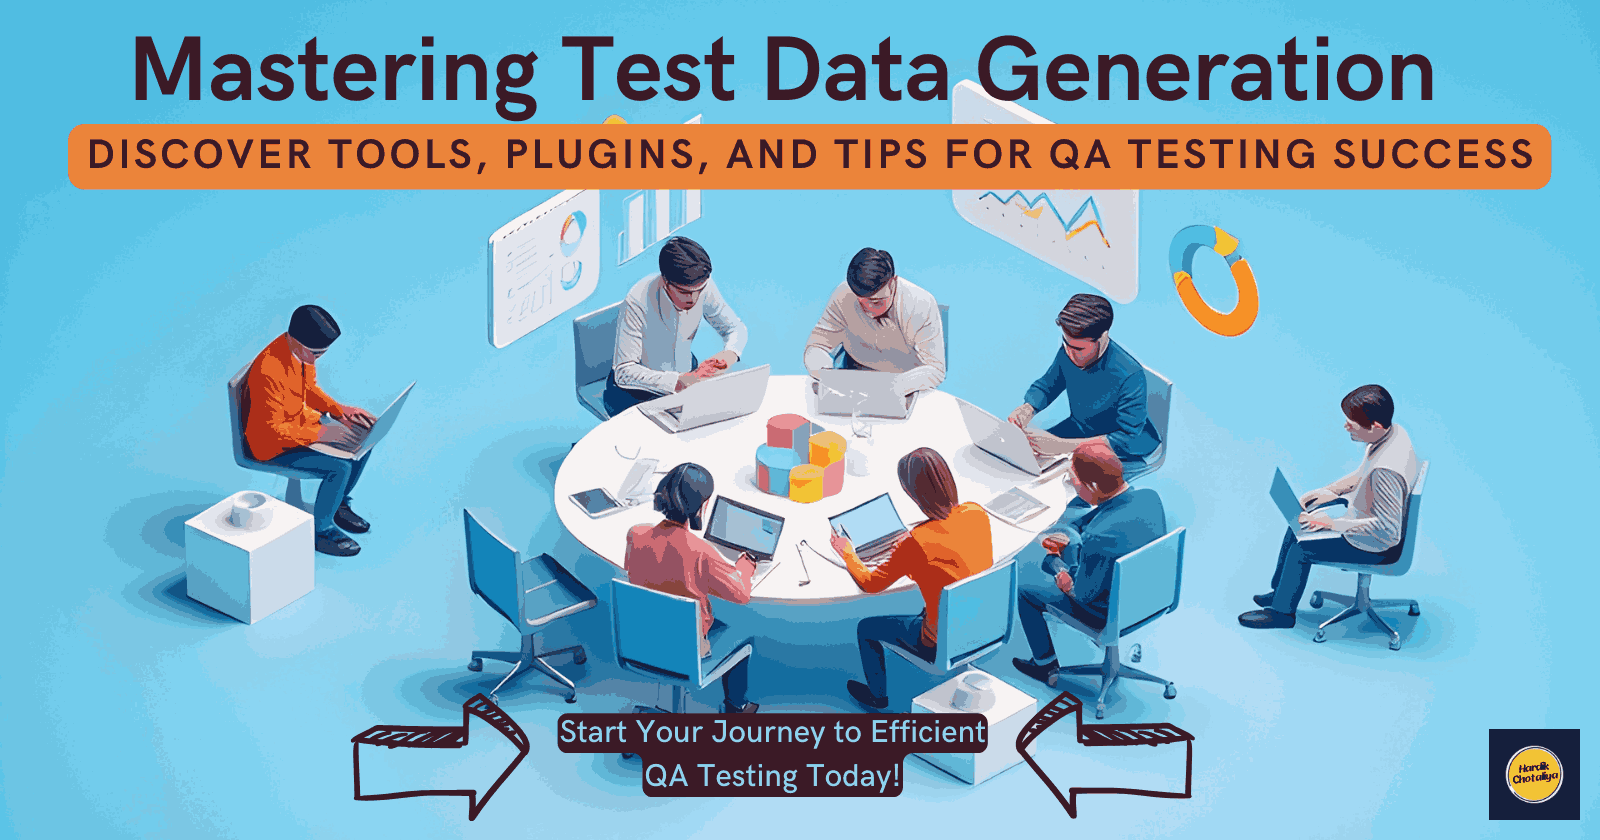 Mastering Test Data Generation
DISCOVER TOOLS, PLUGINS, AND TIPS FOR QA TESTING SUCCESS
Start Your Journey to Efficient
QA Testing Today!
Hardik
Chotaliya